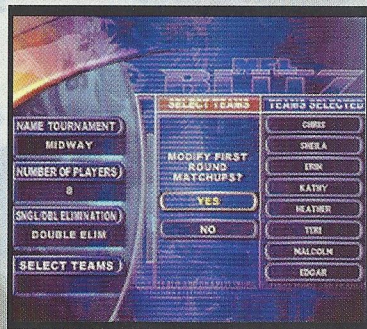 NFL
BLITZ
SELECT TEAMS
TEAMS SELECTED
NAME TOURNAMENT
MIDWAY
NUMBER OF PLAYERS
8
SNGL/DBL ELIMINATION
DOUBLE ELIM
SELECT TEAMS
MODIFY FIRST
ROUND
MATCHUPS?
YES
NO
CHRIS
SHEILA
ERIN
KATHY
HEATHER
TYRI
MALCOLM
EDGAR